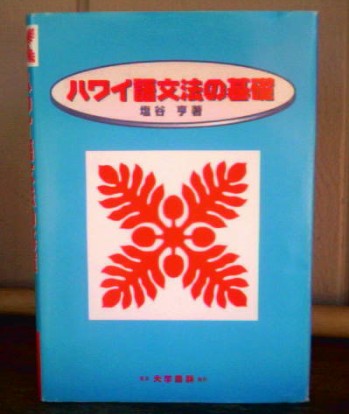 ハワイ語文法の基礎
塩谷 亨 著
大学書林